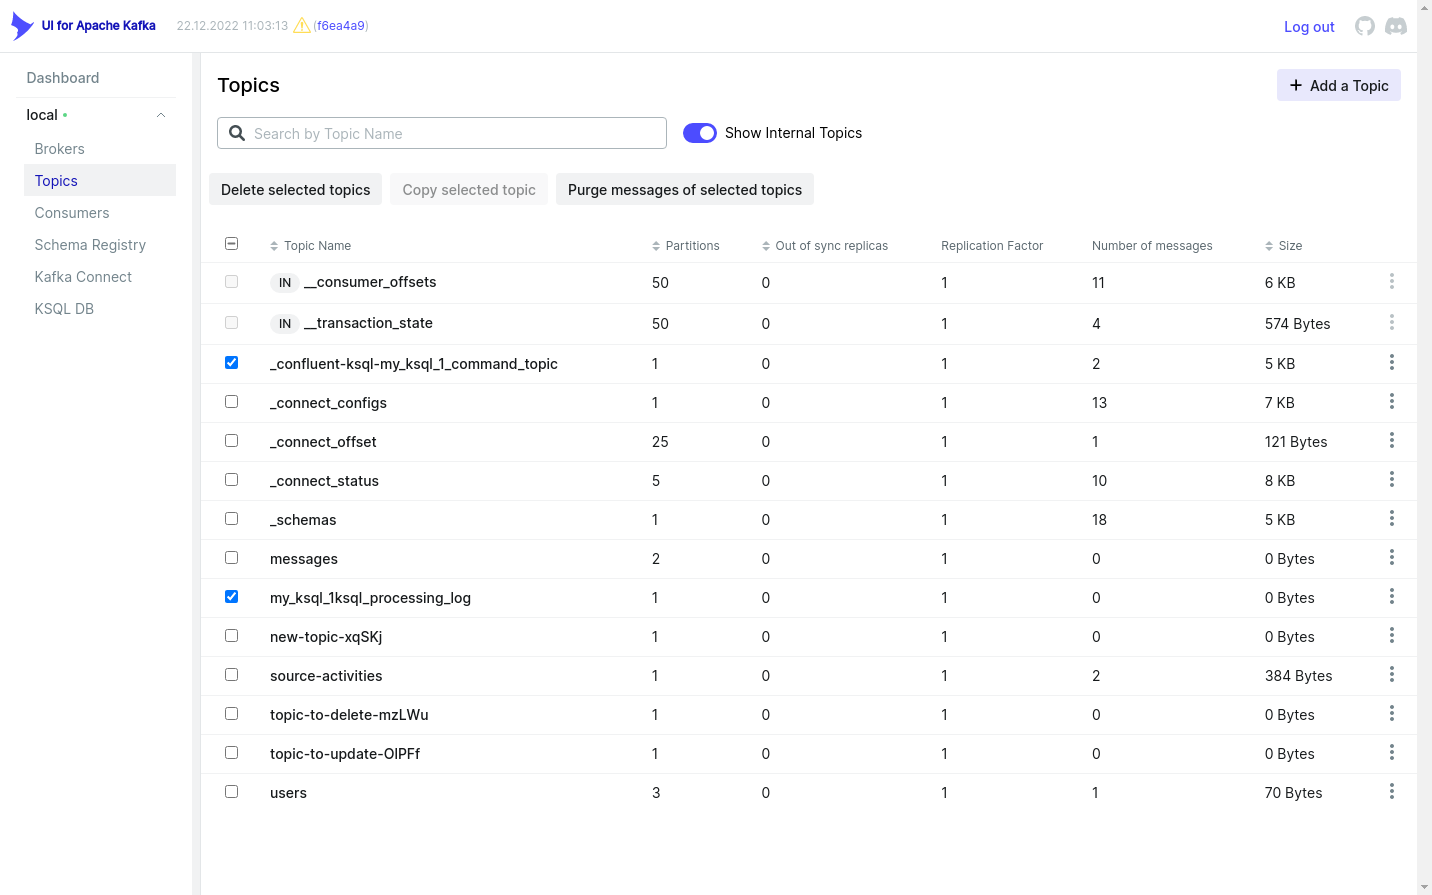 UI for Apache Kafka 22.12.2022 11:03:13 (f6ea4a9) Log out
Dashboard
local
Brokers
Topics
Consumers
Schema Registry
Kafka Connect
KSQL DB
Topics
Add a Topic
Search by Topic Name
Show Internal Topics
Delete selected topics Copy selected topic Purge messages of selected topics
Topic Name Partitions Out of sync replicas Replication Factor Number of messages Size
IN __consumer_offsets 50 0 1 11 6 KB
IN __transaction_state 50 0 1 4 574 Bytes
_confluent-ksql-my_ksql_1_command_topic 1 0 1 2 5 KB
_connect_configs 1 0 1 13 7 KB
_connect_offset 25 0 1 1 121 Bytes
_connect_status 5 0 1 10 8 KB
_schemas 1 0 1 18 5 KB
messages 2 0 1 0 0 Bytes
my_ksql_1ksql_processing_log 1 0 1 0 0 Bytes
new-topic-xqSKj 1 0 1 0 0 Bytes
source-activities 1 0 1 2 384 Bytes
topic-to-delete-mzLWu 1 0 1 0 0 Bytes
topic-to-update-OIPFf 1 0 1 0 0 Bytes
users 3 0 1 1 70 Bytes